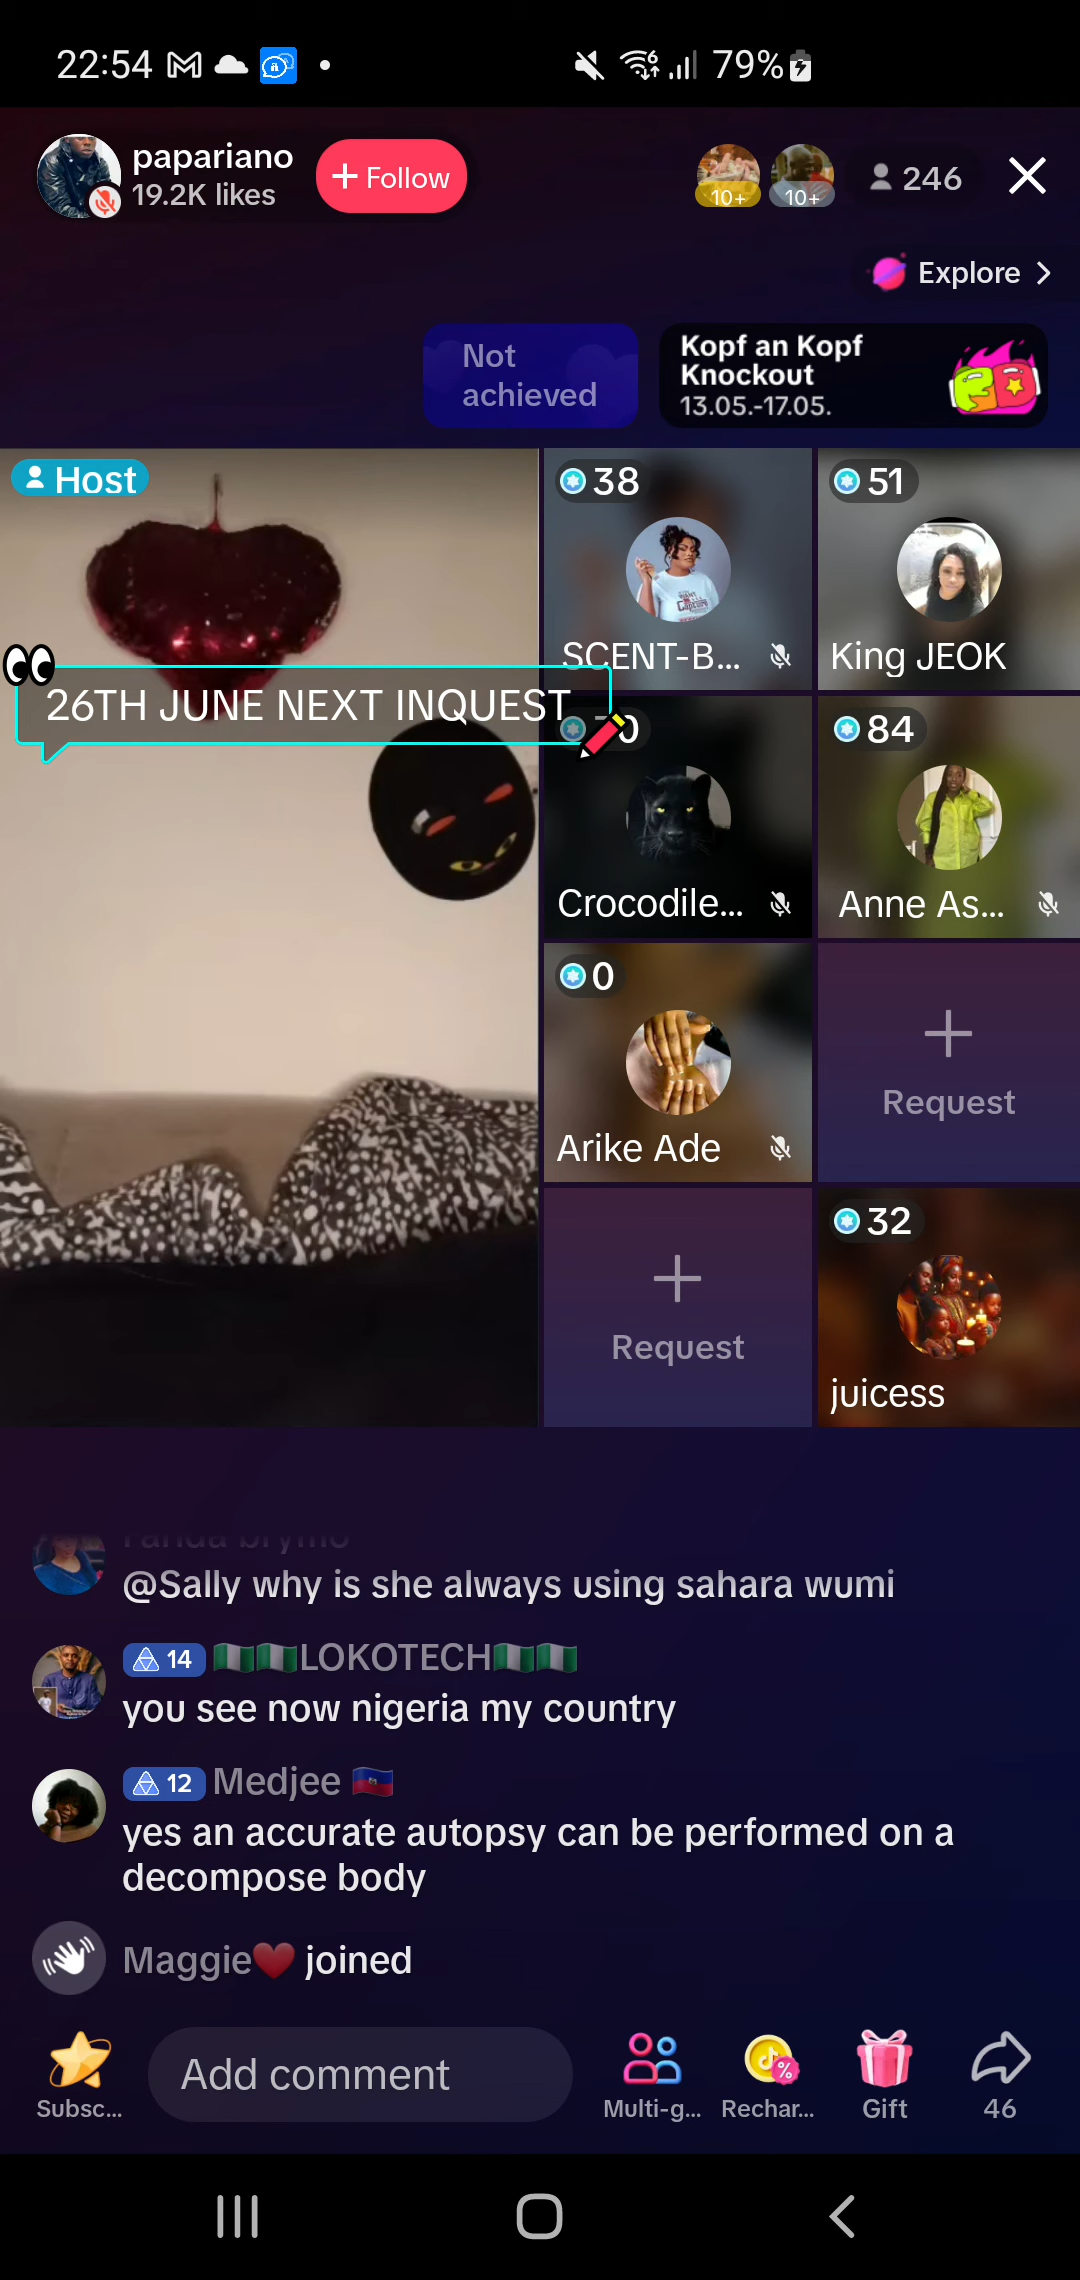 22:54
79%
papariano
19.2K likes
+ Follow
10+
10+
246
Explore
Not
achieved
Kopf an Kopf
Knockout
13.05.-17.05.
Host
38
SCENT-B...
51
King JEOK
26TH JUNE NEXT INQUEST
Crocodile...
84
Anne As...
0
Arike Ade
Request
Request
32
juicess
@Sally why is she always using sahara wumi
14 🇳🇬🇳🇬LOKOTECH🇳🇬🇳🇬
you see now nigeria my country
12 Medjee 🇭🇹
yes an accurate autopsy can be performed on a
decompose body
Maggie❤️ joined
Subsc...
Add comment
Multi-g...
Rechar...
Gift
46